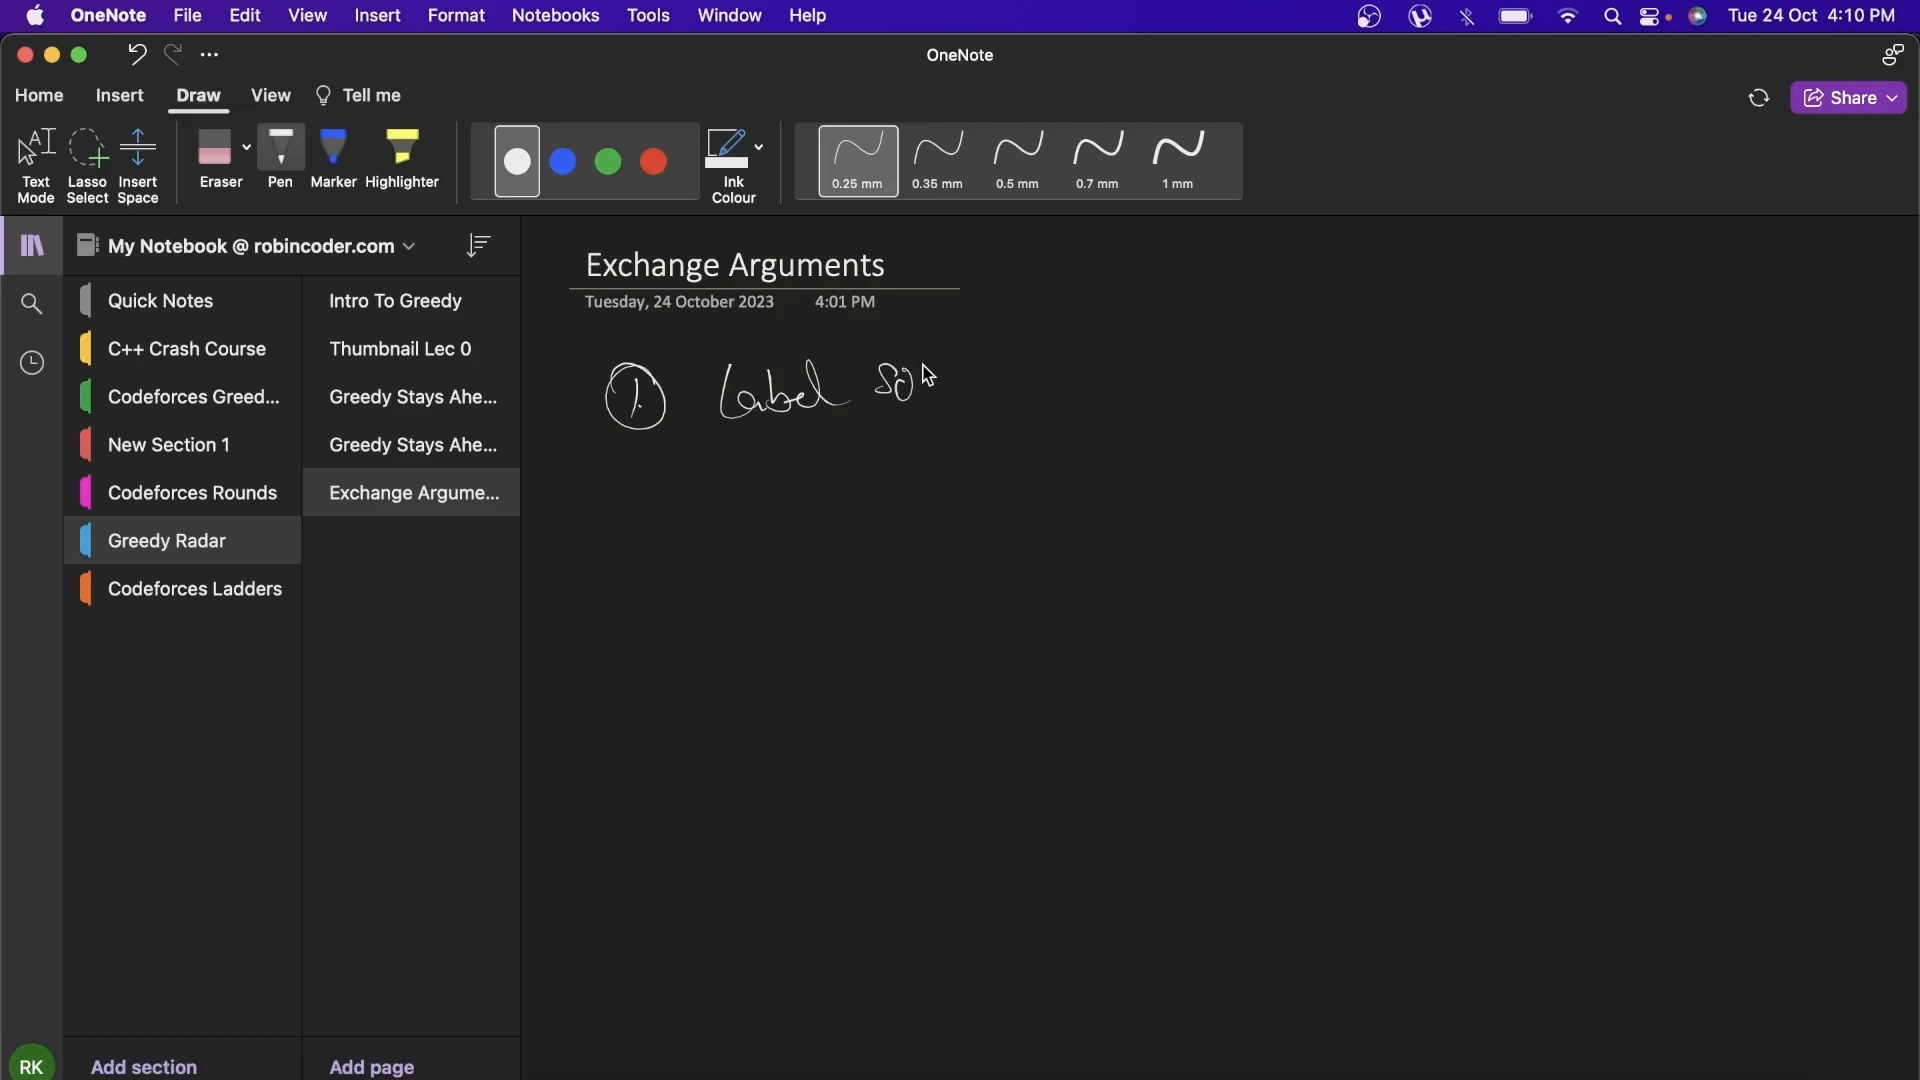 OneNote File Edit View Insert Format Notebooks Tools Window Help Tue 24 Oct 4:10 PM
OneNote
Home Insert Draw View Tell me Share
Text Mode
Lasso Select
Insert Space
Eraser
Pen
Marker
Highlighter
Ink Colour
0.25 mm 0.35 mm 0.5 mm 0.7 mm 1 mm
My Notebook @ robincoder.com
Quick Notes
C++ Crash Course
Codeforces Greed...
New Section 1
Codeforces Rounds
Greedy Radar
Codeforces Ladders
Intro To Greedy
Thumbnail Lec 0
Greedy Stays Ahe...
Greedy Stays Ahe...
Exchange Argume...
Exchange Arguments
Tuesday, 24 October 2023 4:01 PM
1. Label so
RK
Add section
Add page